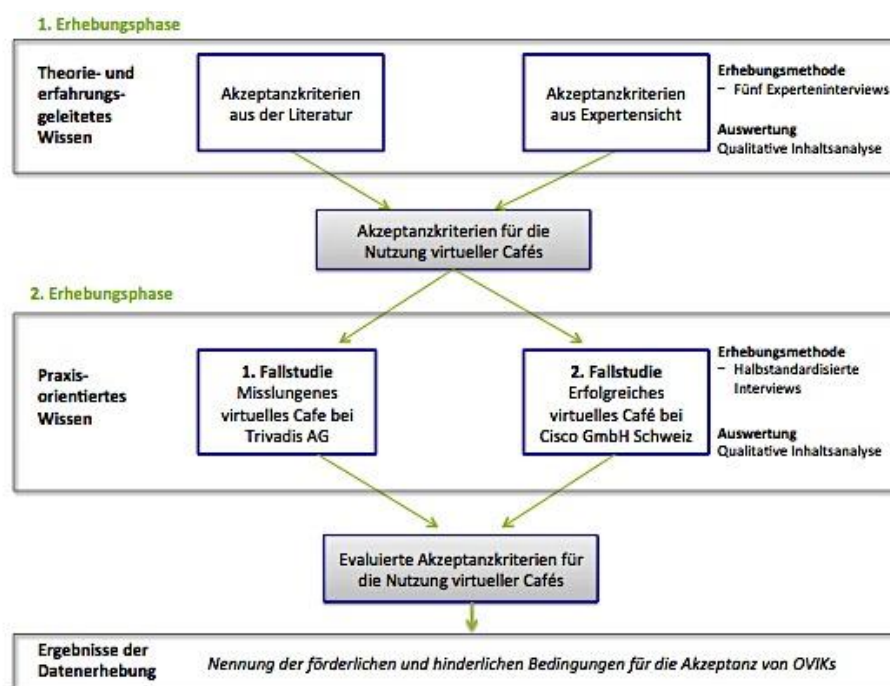 1. Erhebungsphase
Theorie- und
erfahrungs-
geleitetes
Wissen
Akzeptanzkriterien
aus der Literatur
Akzeptanzkriterien
aus Expertensicht
Erhebungsmethode
– Fünf Experteninterviews
Auswertung
Qualitative Inhaltsanalyse
Akzeptanzkriterien für die
Nutzung virtueller Cafés
2. Erhebungsphase
Praxis-
orientiertes
Wissen
1. Fallstudie
Misslungenes
virtuelles Cafe bei
Trivadis AG
2. Fallstudie
Erfolgreiches
virtuelles Café bei
Cisco GmbH Schweiz
Erhebungsmethode
– Halbstandardisierte
Interviews
Auswertung
Qualitative Inhaltsanalyse
Evaluierte Akzeptanzkriterien für
die Nutzung virtueller Cafés
Ergebnisse der
Datenerhebung
Nennung der förderlichen und hinderlichen Bedingungen für die Akzeptanz von OVIKs